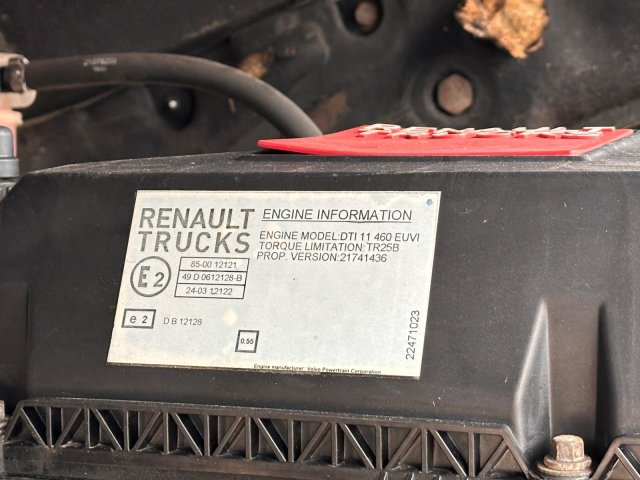 RENAULT
RENAULT
TRUCKS
ENGINE INFORMATION
ENGINE MODEL:DTI 11 460 EUVI
TORQUE LIMITATION:TR25B
PROP. VERSION:21741436
E2
85-00 12121
49 D 0612128-B
24-03 12122
e 2
D B 12128
0.55
22471023
Engine manufacturer, Volvo Powertrain Corporation